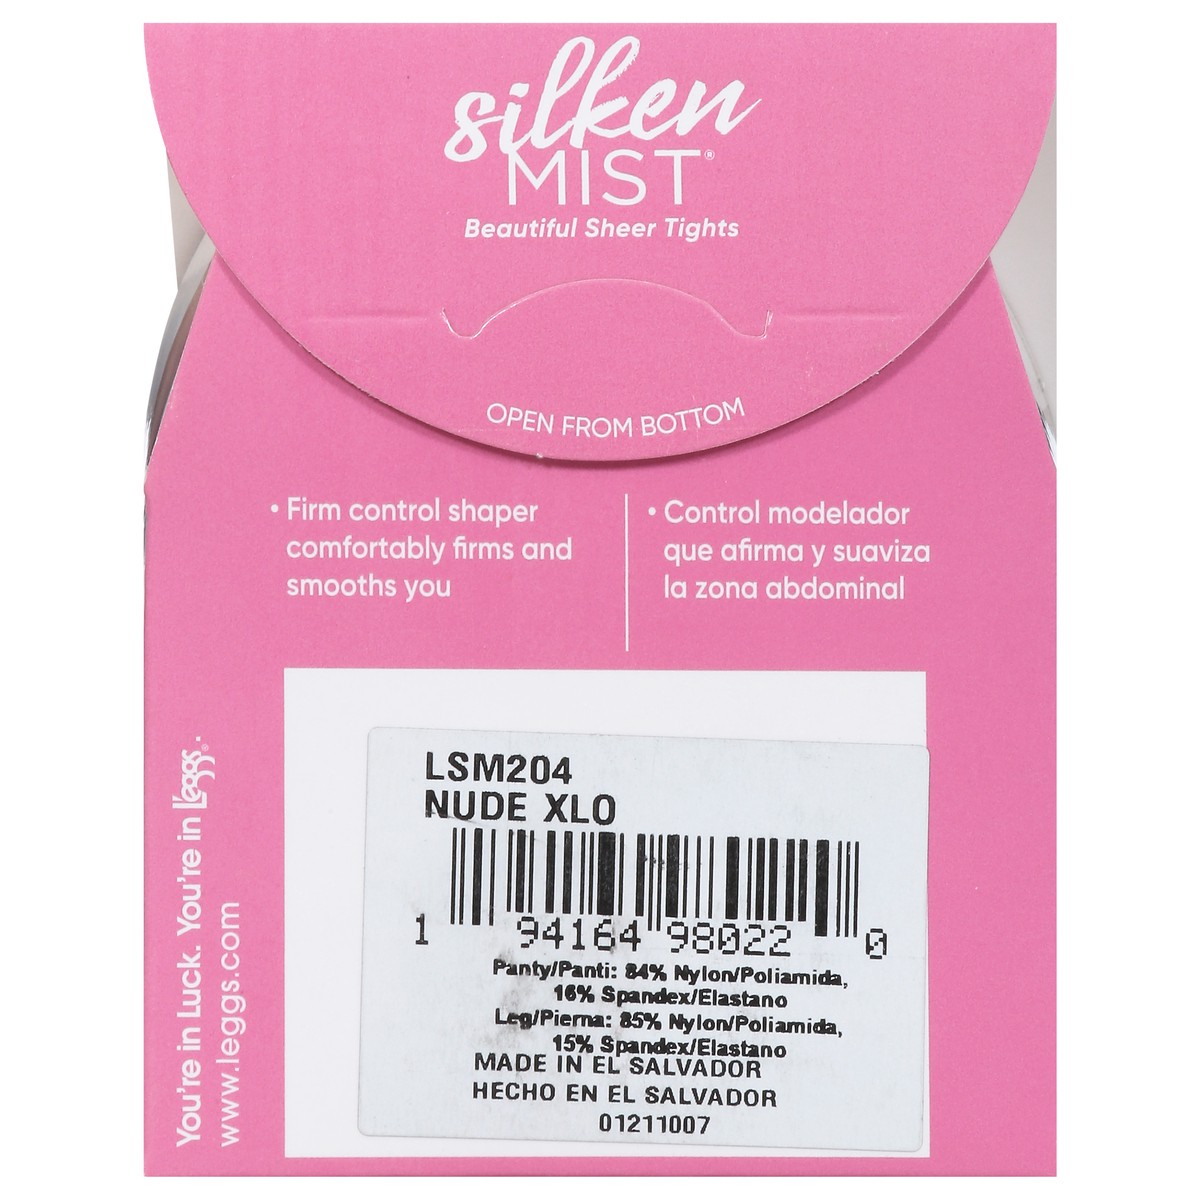 silken
MIST®
Beautiful Sheer Tights
OPEN FROM BOTTOM
• Firm control shaper
comfortably firms and
smooths you
• Control modelador
que afirma y suaviza
la zona abdominal
You're in Luck. You're in L'eggs®.
www.leggs.com
LSM204
NUDE XLO
1 94164 98022 0
Panty/Panti: 84% Nylon/Poliamida,
16% Spandex/Elastano
Leg/Pierna: 85% Nylon/Poliamida,
15% Spandex/Elastano
MADE IN EL SALVADOR
HECHO EN EL SALVADOR
01211007